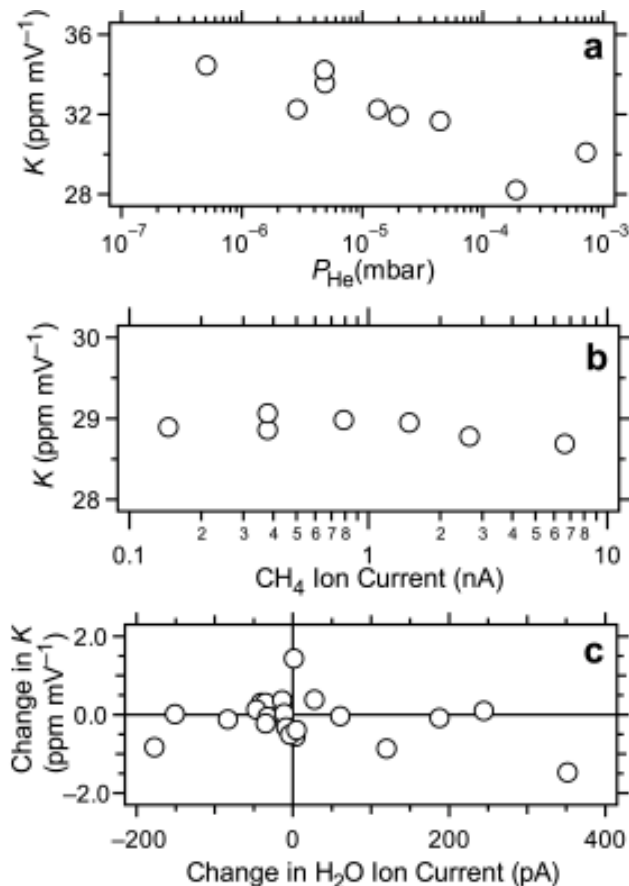 a
K (ppm mV⁻¹)
36
32
28
10⁻⁷ 10⁻⁶ 10⁻⁵ 10⁻⁴ 10⁻³
P_He(mbar)
b
K (ppm mV⁻¹)
30
29
28
2 3 4 5 6 7 8 2 3 4 5 6 7 8
0.1 1 10
CH₄ Ion Current (nA)
c
Change in K
(ppm mV⁻¹)
2.0
0.0
−2.0
−200 0 200 400
Change in H₂O Ion Current (pA)